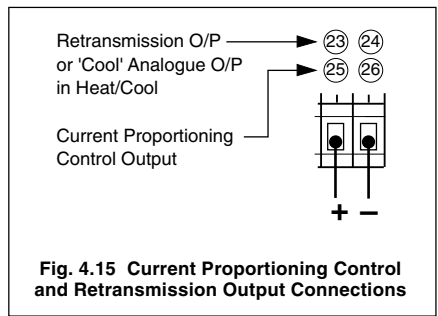 Retransmission O/P
or 'Cool' Analogue O/P
in Heat/Cool
23 24
25 26
Current Proportioning
Control Output
+ −
Fig. 4.15 Current Proportioning Control
and Retransmission Output Connections